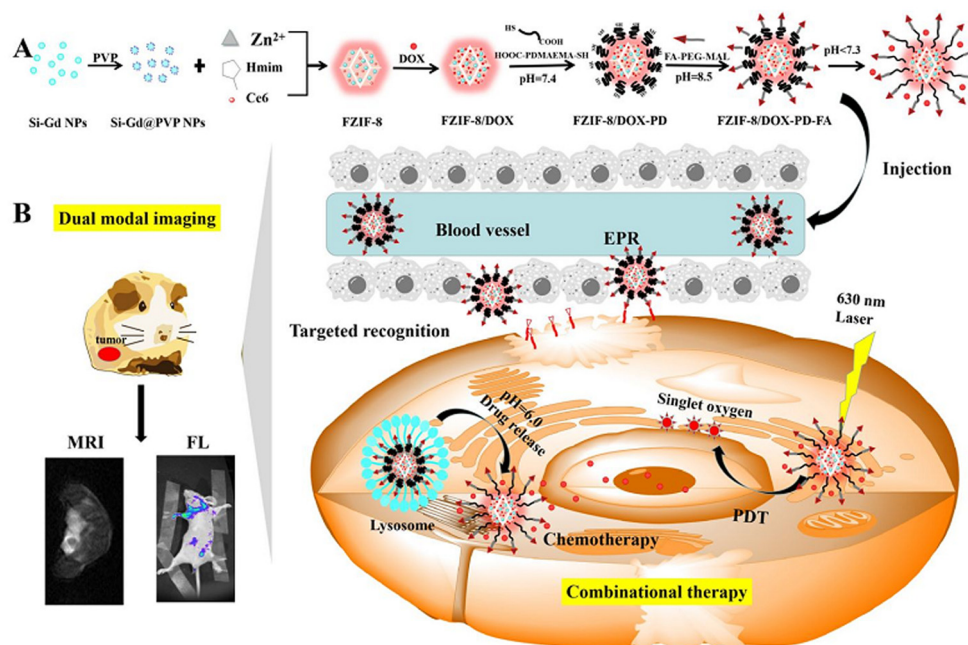 A
Si-Gd NPs
PVP
Si-Gd@PVP NPs
+
Zn²⁺
Hmim
Ce6
FZIF-8
DOX
FZIF-8/DOX
HS
COOH
HOOC-PDMAEMA-SH
pH=7.4
FZIF-8/DOX-PD
FA-PEG-MAL
pH=8.5
FZIF-8/DOX-PD-FA
pH<7.3
Injection
B
Dual modal imaging
tumor
MRI
FL
Blood vessel
EPR
Targeted recognition
630 nm
Laser
pH=6.0
Drug release
Singlet oxygen
Lysosome
Chemotherapy
PDT
Combinational therapy